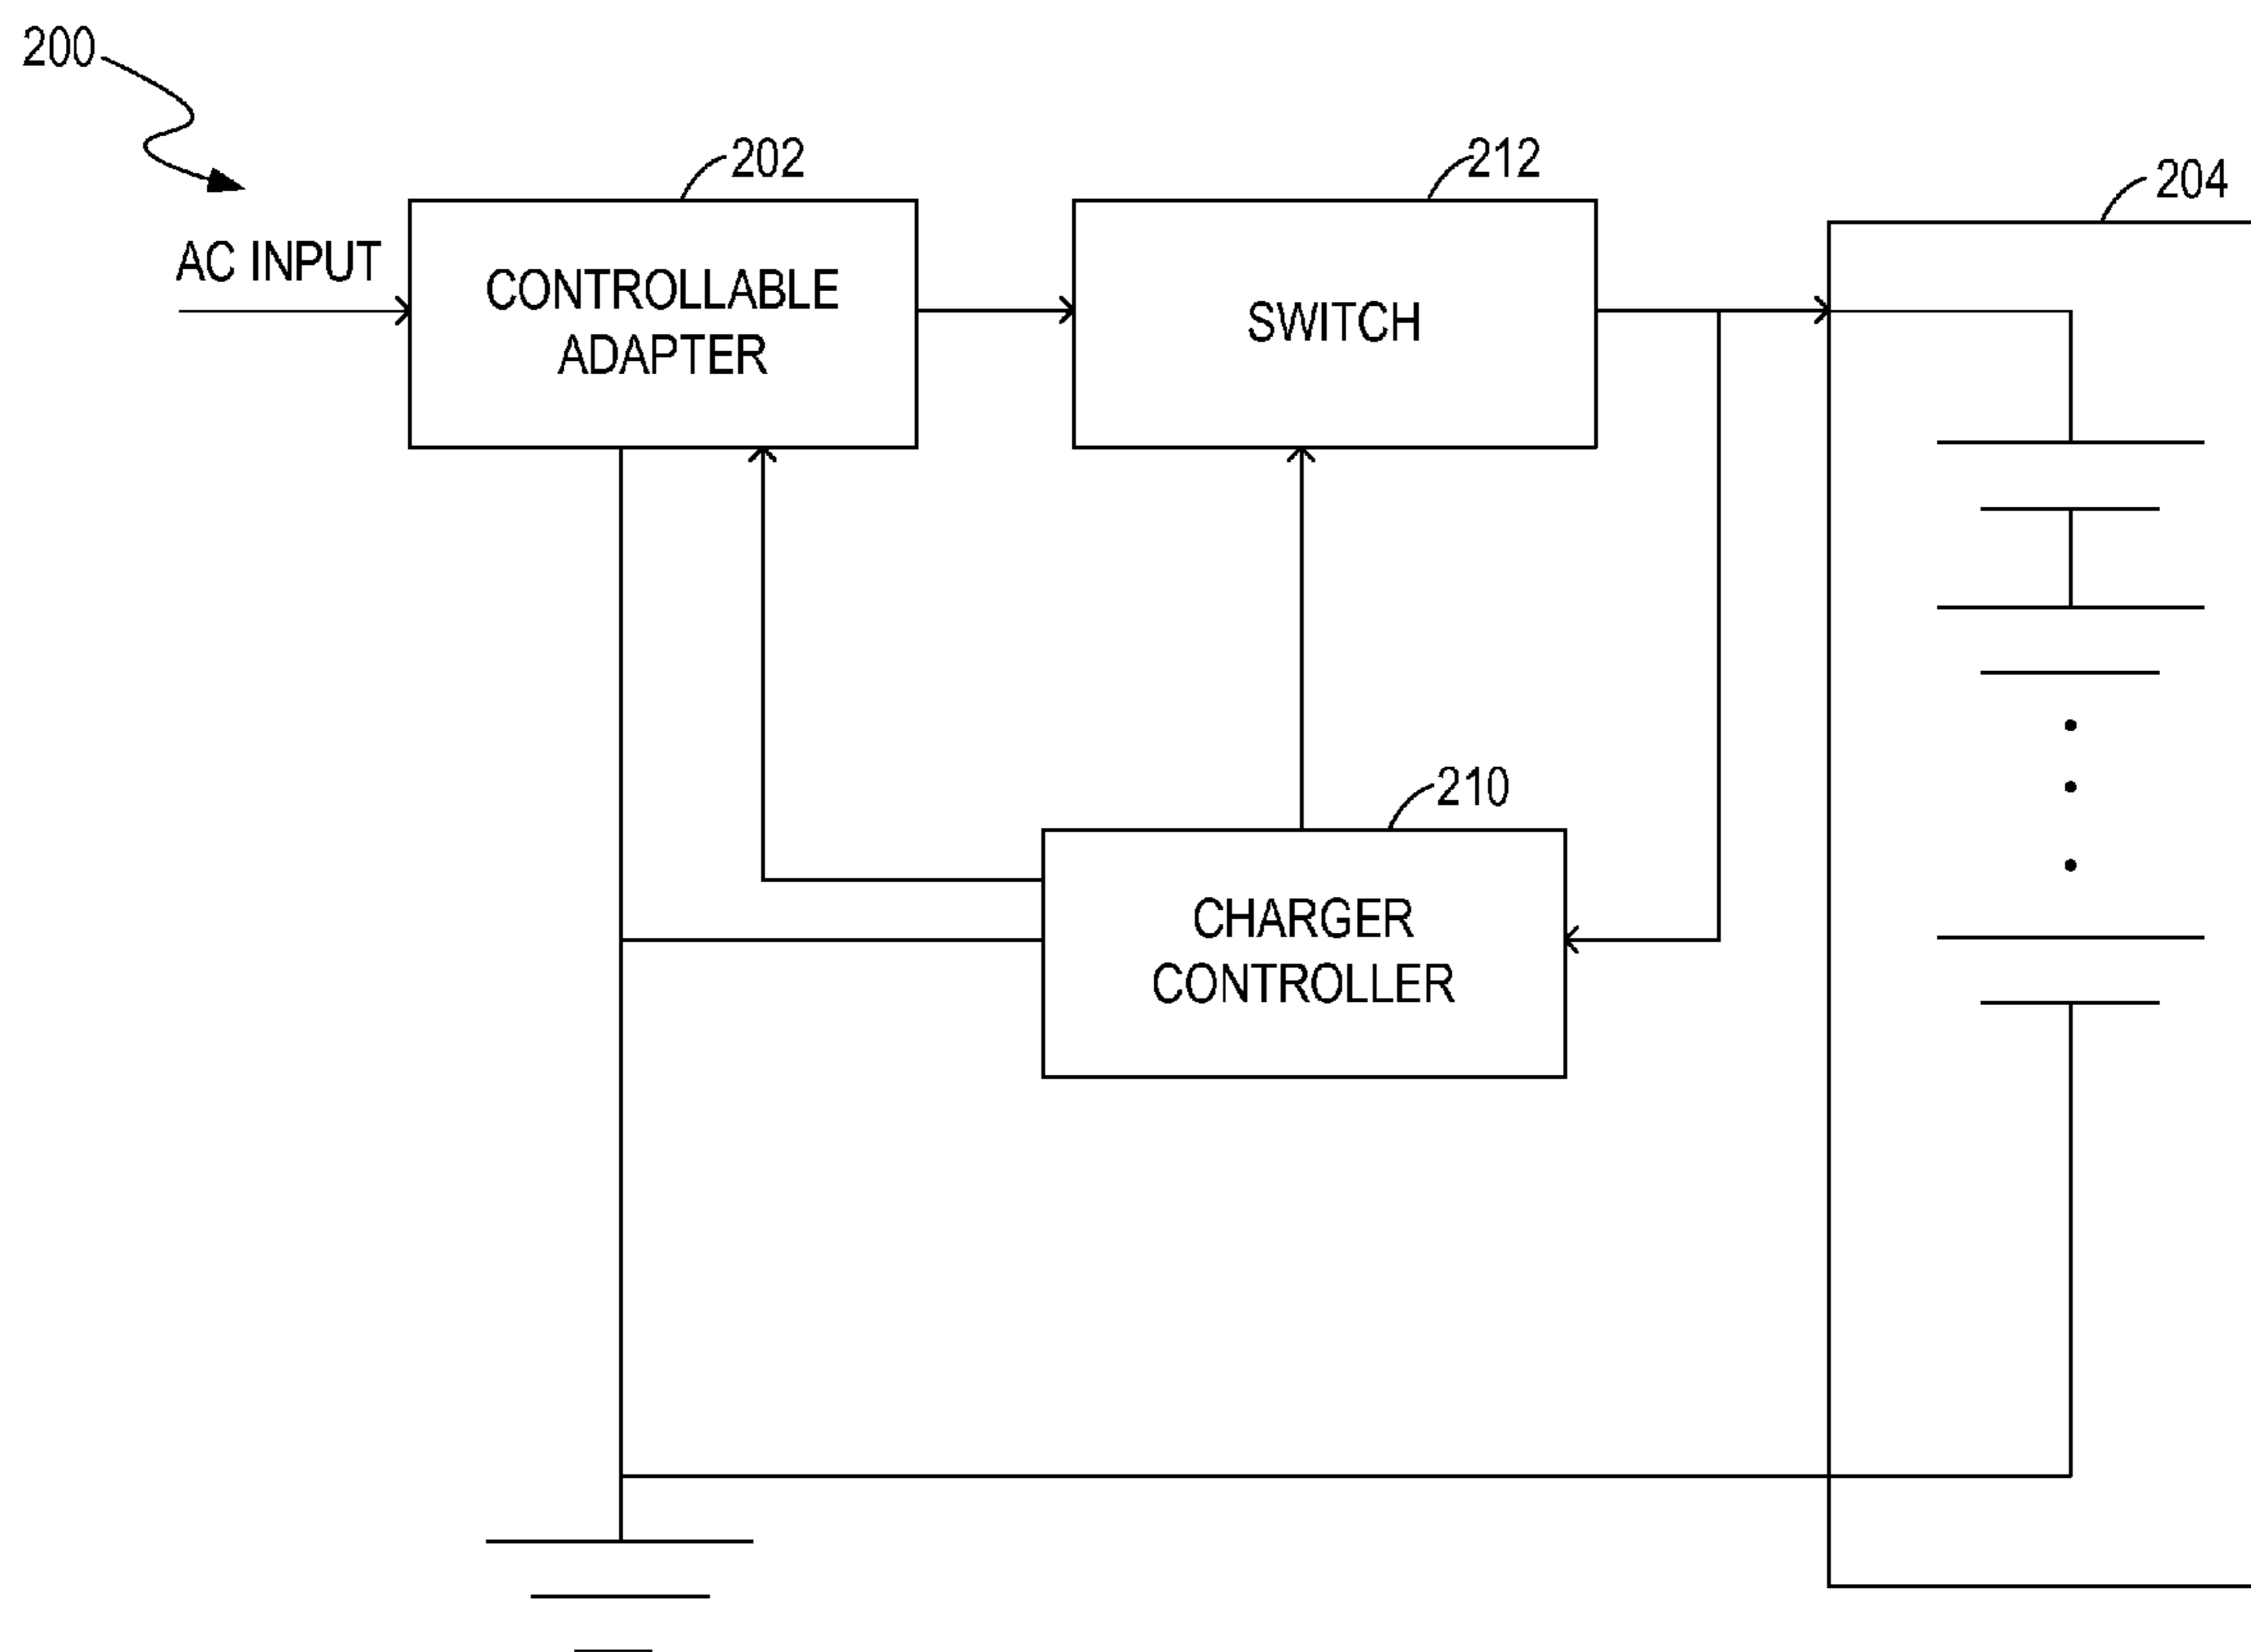 200
202
212
204
AC INPUT
CONTROLLABLE
ADAPTER
SWITCH
210
CHARGER
CONTROLLER